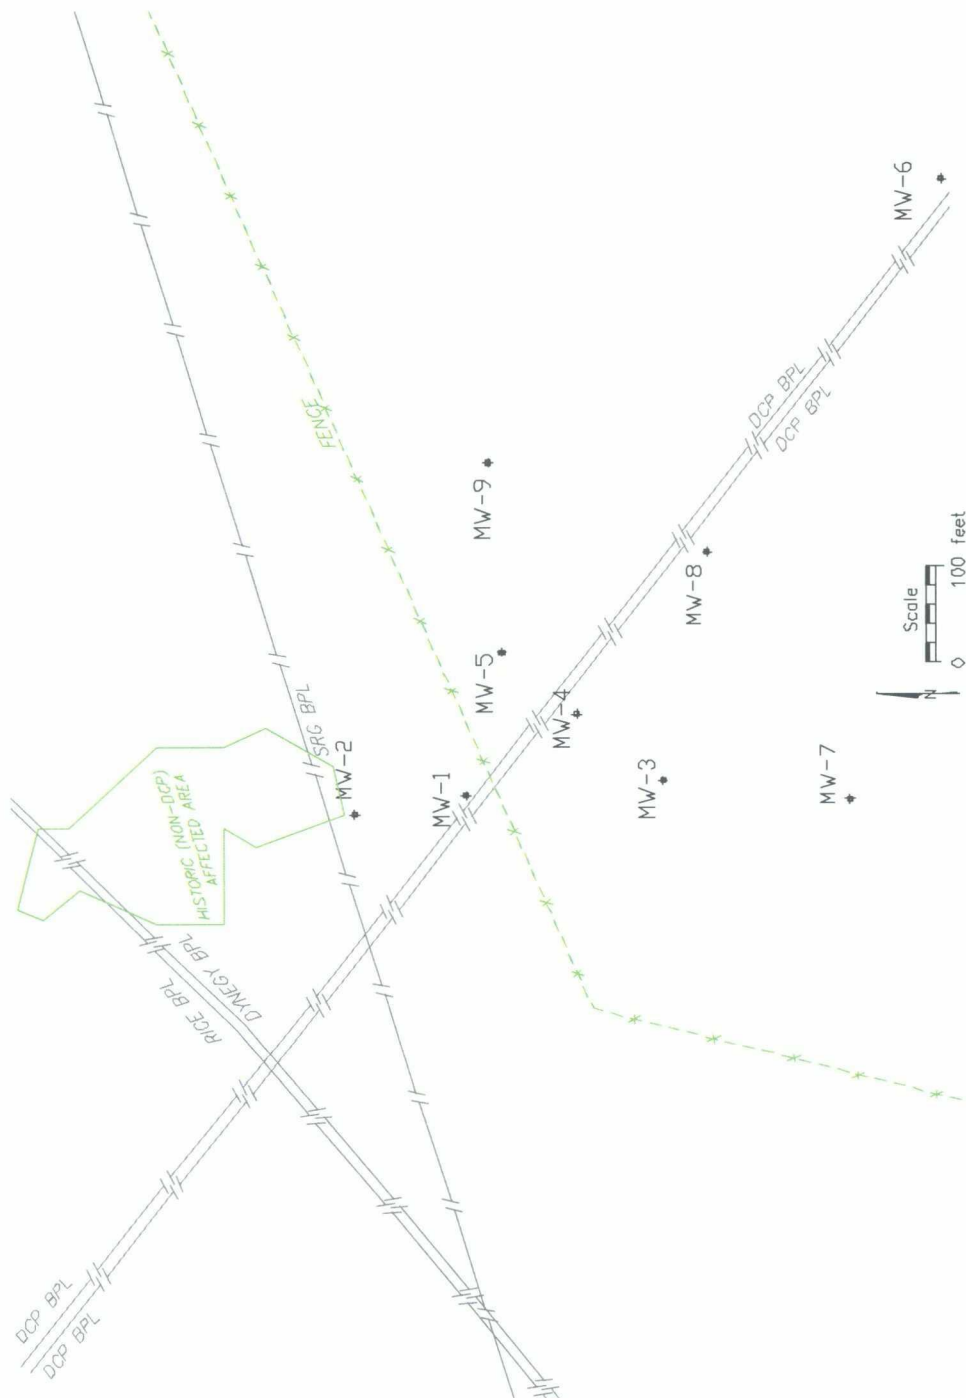 DCP BPL
DCP BPL
RICE BPL
DYNEGY BPL
HISTORIC (NON-DCP)
AFFECTED AREA
SRG BPL
MW-2
FENCE
MW-1
MW-5
MW-9
MW-4
MW-3
MW-8
DCP BPL
DCP BPL
MW-7
MW-6
N
Scale
0 100 feet